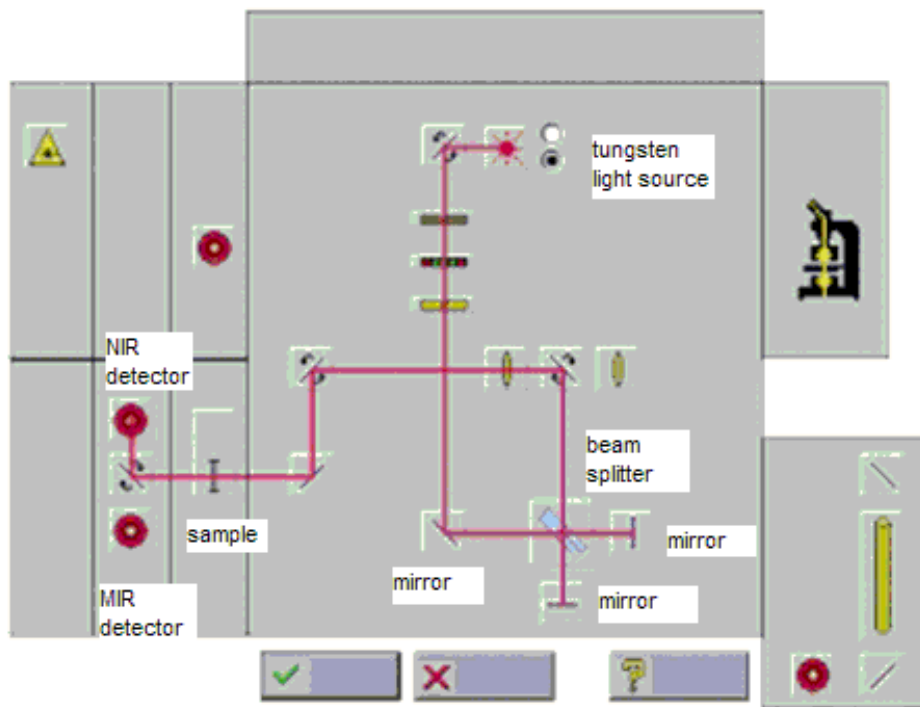 tungsten
light source
NIR
detector
beam
splitter
sample
mirror
mirror
mirror
MIR
detector